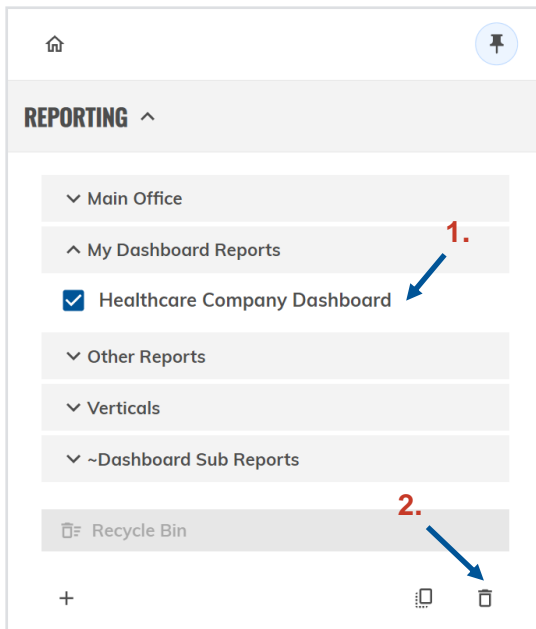 REPORTING
Main Office
1.
My Dashboard Reports
Healthcare Company Dashboard
Other Reports
Verticals
~Dashboard Sub Reports
2.
Recycle Bin